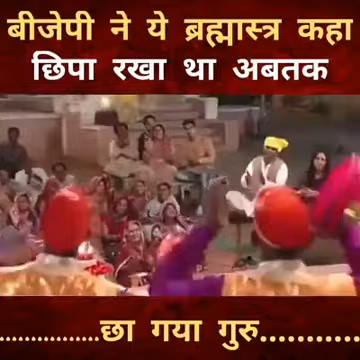 बीजेपी ने ये ब्रह्मास्त्र कहा
छिपा रखा था अबतक
..................छा गया गुरु............